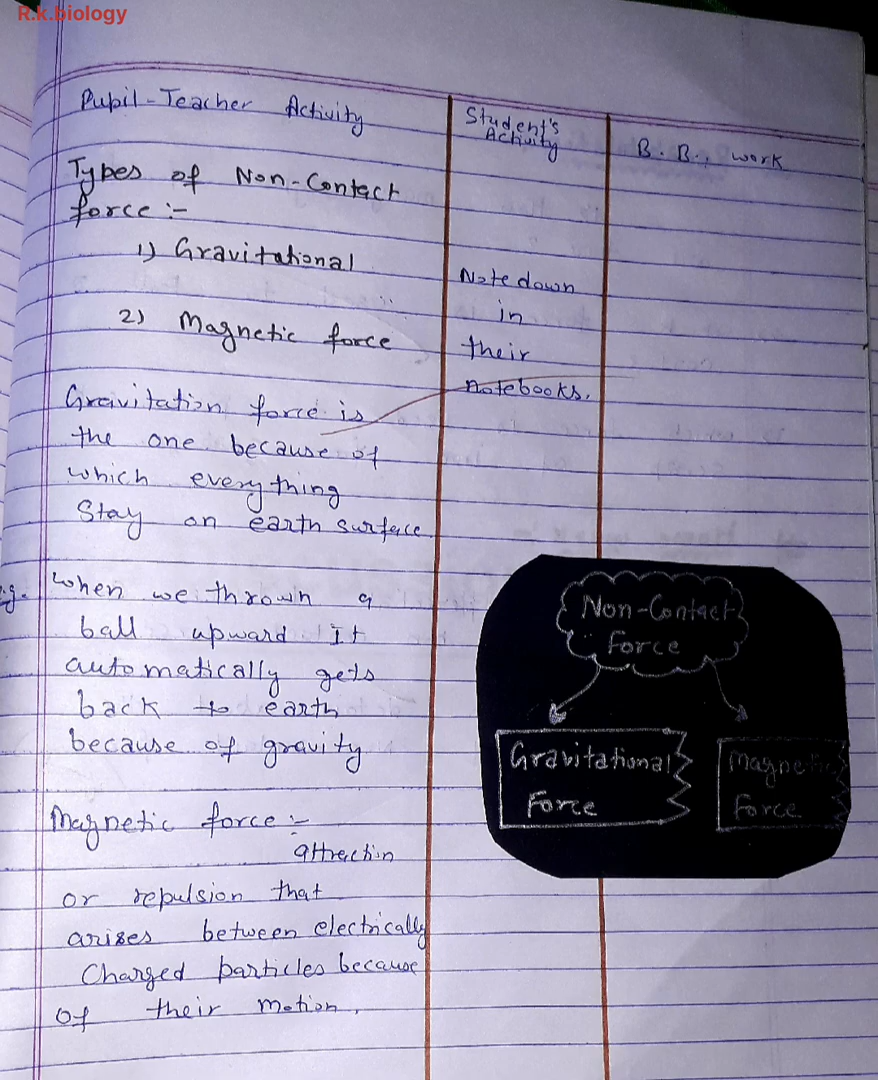 R.k.biology
Pupil-Teacher Activity
Student's
Activity
B. B., work
Types of Non-Contact
force :-
1) Gravitational
2) Magnetic force
Note down
in
their
notebooks.
Gravitation force is
the one because of
which everything
Stay on earth surface
e.g. when we thrown a
ball upward it
automatically gets
back to earth
because of gravity
Magnetic force :-
attraction
or repulsion that
arises between electrically
Charged particles because
of their motion.
Non-Contact
Force
Gravitational
Force
Magnetic
Force